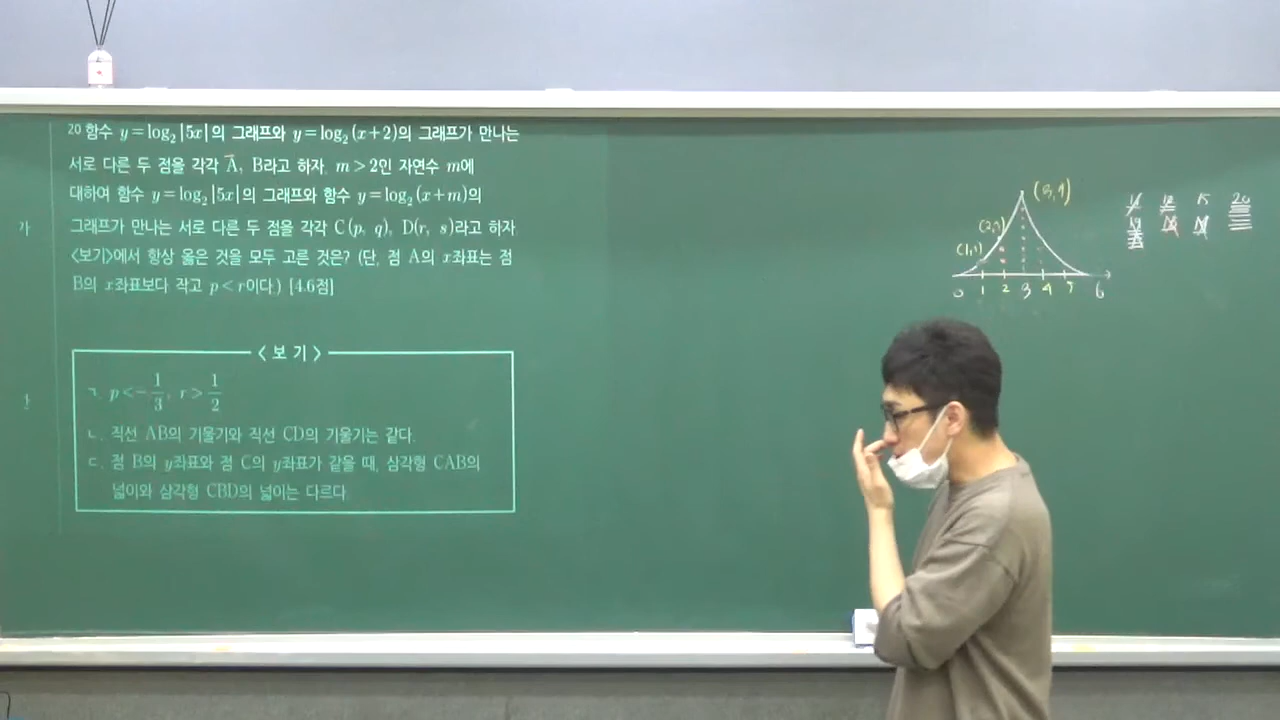 20 함수 y=log₂|5x|의 그래프와 y=log₂(x+2)의 그래프가 만나는
서로 다른 두 점을 각각 A, B라고 하자. m>2인 자연수 m에
대하여 함수 y=log₂|5x|의 그래프와 함수 y=log₂(x+m)의
그래프가 만나는 서로 다른 두 점을 각각 C(p, q), D(r, s)라고 하자
<보기>에서 항상 옳은 것을 모두 고른 것은? (단, 점 A의 x좌표는 점
B의 x좌표보다 작고 p<r이다.) [4.6점]
<보 기>
ㄱ. p<-1/3, r>1/2
ㄴ. 직선 AB의 기울기와 직선 CD의 기울기는 같다.
ㄷ. 점 B의 y좌표와 점 C의 y좌표가 같을 때, 삼각형 CAB의
넓이와 삼각형 CBD의 넓이는 다르다.
0 1 2 3 4 5 6
15 20